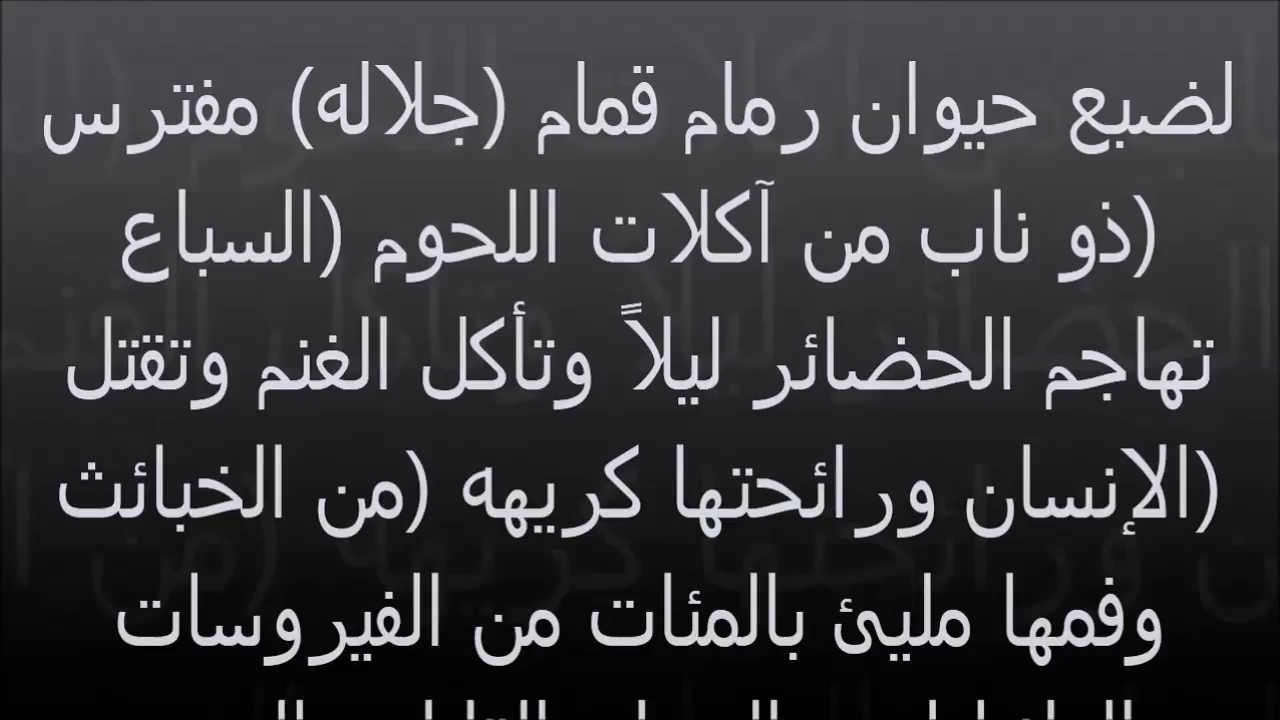 لضبع حيوان رمام قمام (جلاله) مفترس
(ذو ناب من آكلات اللحوم (السباع
تهاجم الحضائر ليلاً وتأكل الغنم وتقتل
(الإنسان ورائحتها كريهه (من الخبائث
وفمها مليئ بالمئات من الفيروسات